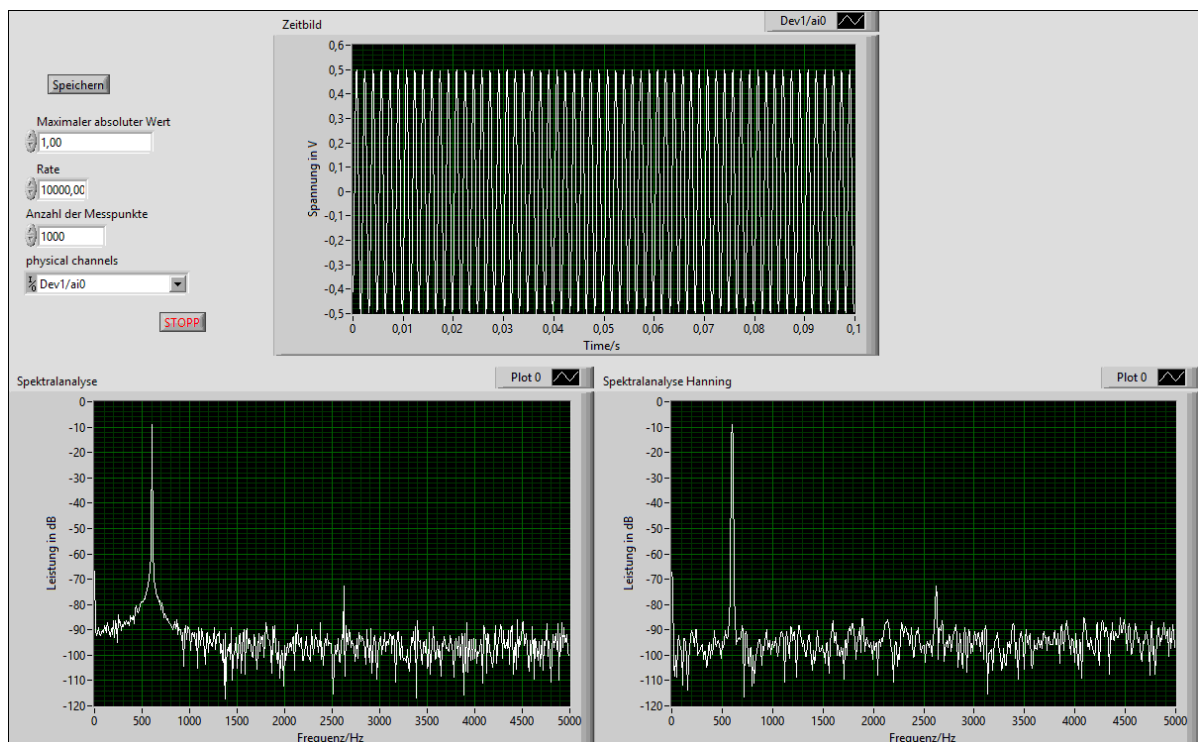 Zeitbild
Dev1/ai0
Speichern
Maximaler absoluter Wert
1,00
Rate
10000,00
Anzahl der Messpunkte
1000
physical channels
Dev1/ai0
STOPP
Spannung in V
0,6
0,5
0,4
0,3
0,2
0,1
0
-0,1
-0,2
-0,3
-0,4
-0,5
0 0,01 0,02 0,03 0,04 0,05 0,06 0,07 0,08 0,09 0,1
Time/s
Spektralanalyse
Plot 0
Leistung in dB
0
-10
-20
-30
-40
-50
-60
-70
-80
-90
-100
-110
-120
0 500 1000 1500 2000 2500 3000 3500 4000 4500 5000
Frequenz/Hz
Spektralanalyse Hanning
Plot 0
Leistung in dB
0
-10
-20
-30
-40
-50
-60
-70
-80
-90
-100
-110
-120
0 500 1000 1500 2000 2500 3000 3500 4000 4500 5000
Frequenz/Hz